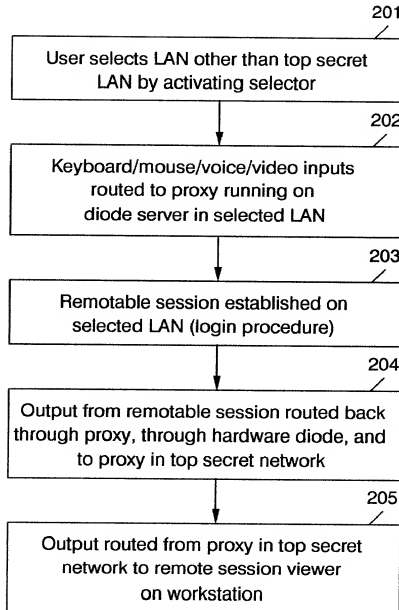 201
User selects LAN other than top secret
LAN by activating selector
202
Keyboard/mouse/voice/video inputs
routed to proxy running on
diode server in selected LAN
203
Remotable session established on
selected LAN (login procedure)
204
Output from remotable session routed back
through proxy, through hardware diode, and
to proxy in top secret network
205
Output routed from proxy in top secret
network to remote session viewer
on workstation